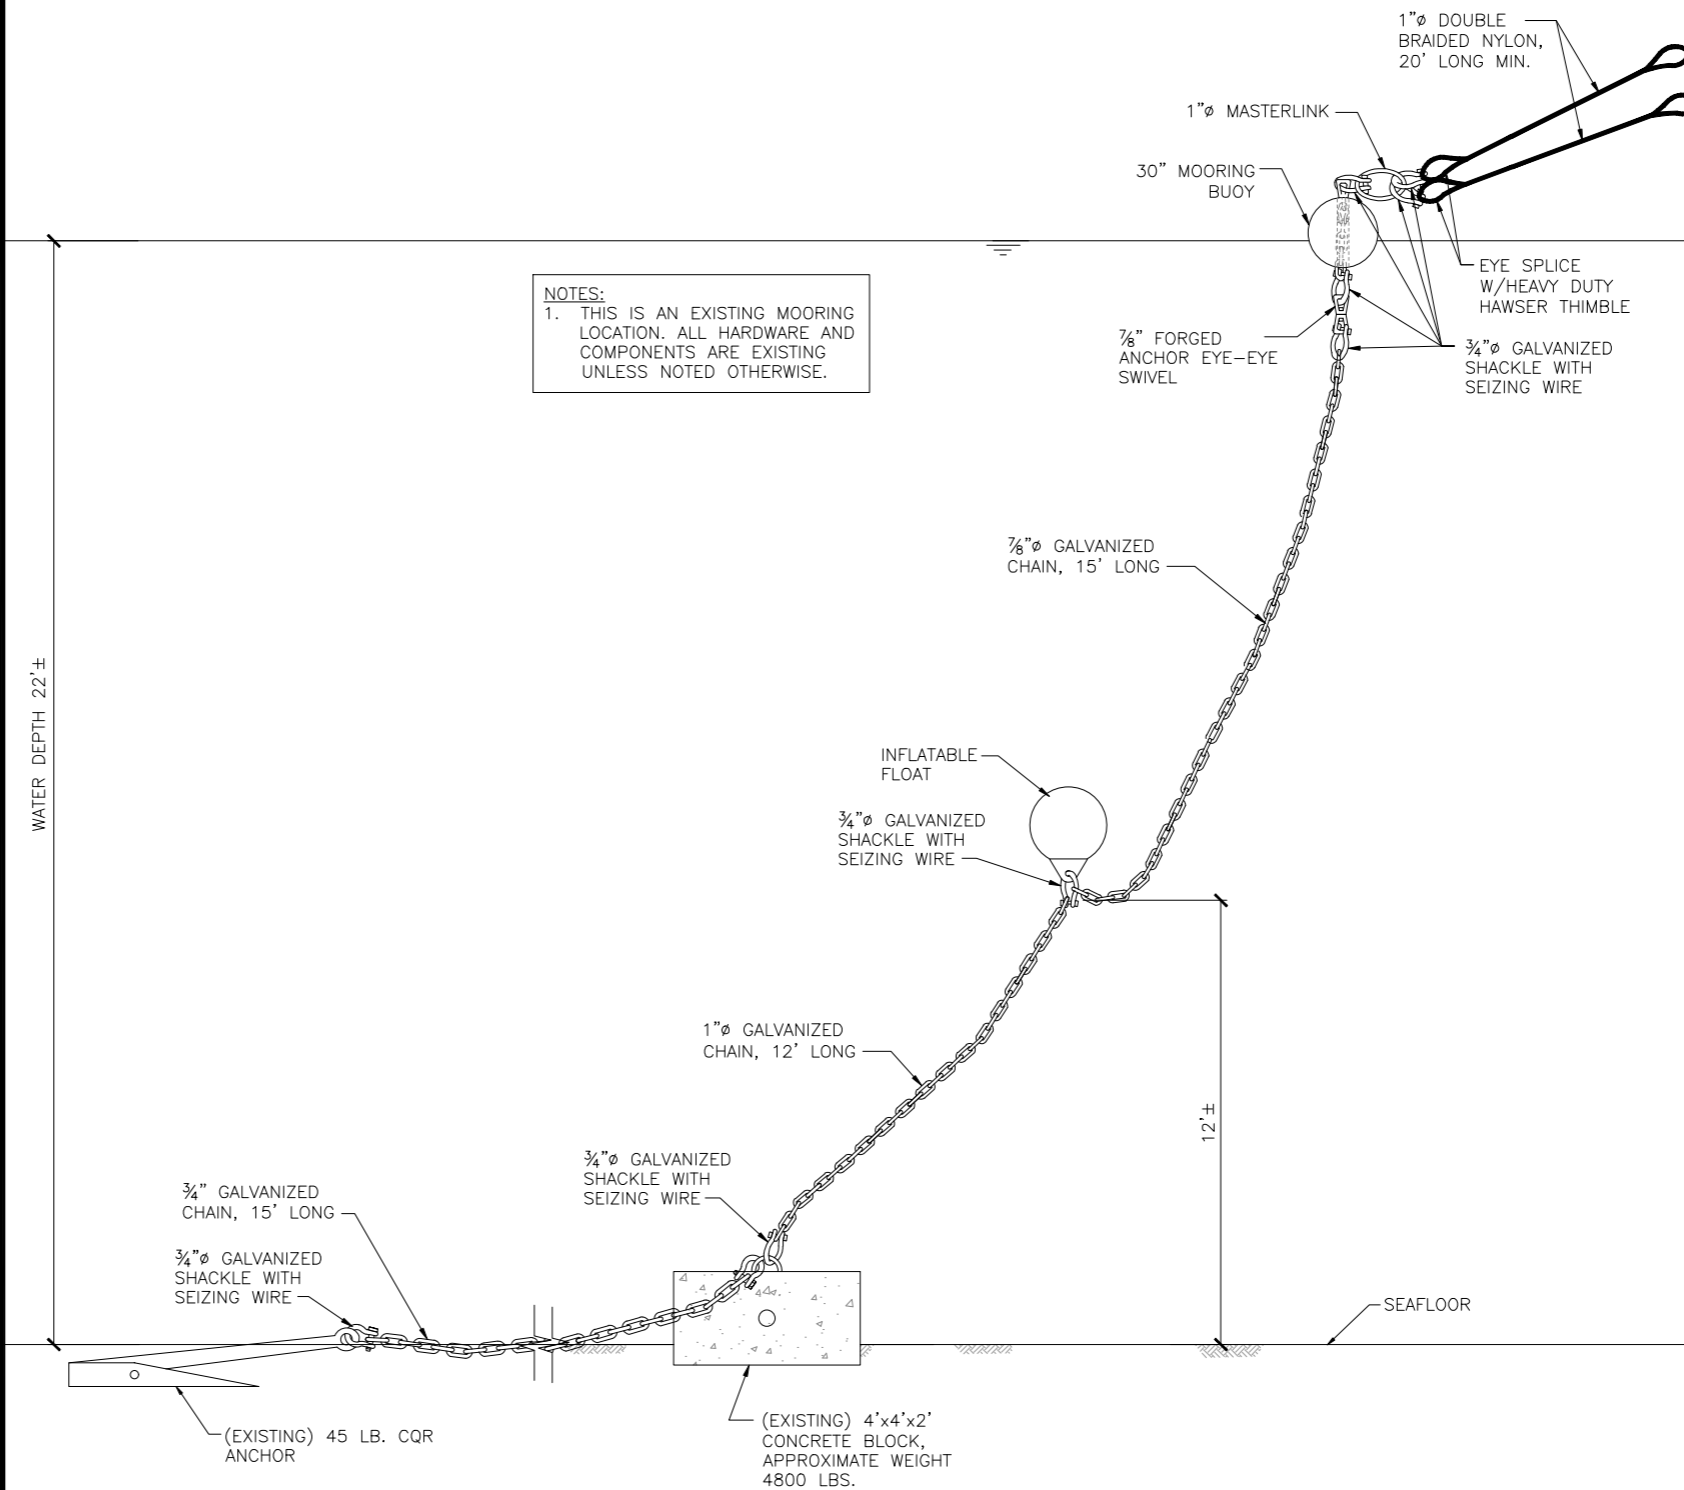 1"ø DOUBLE
BRAIDED NYLON,
20' LONG MIN.
1"ø MASTERLINK
30" MOORING
BUOY
NOTES:
1. THIS IS AN EXISTING MOORING
LOCATION. ALL HARDWARE AND
COMPONENTS ARE EXISTING
UNLESS NOTED OTHERWISE.
EYE SPLICE
W/HEAVY DUTY
HAWSER THIMBLE
⅞" FORGED
ANCHOR EYE-EYE
SWIVEL
¾"ø GALVANIZED
SHACKLE WITH
SEIZING WIRE
⅞"ø GALVANIZED
CHAIN, 15' LONG
WATER DEPTH 22'±
INFLATABLE
FLOAT
¾"ø GALVANIZED
SHACKLE WITH
SEIZING WIRE
1"ø GALVANIZED
CHAIN, 12' LONG
12'±
¾"ø GALVANIZED
SHACKLE WITH
SEIZING WIRE
¾" GALVANIZED
CHAIN, 15' LONG
¾"ø GALVANIZED
SHACKLE WITH
SEIZING WIRE
SEAFLOOR
(EXISTING) 45 LB. CQR
ANCHOR
(EXISTING) 4'x4'x2'
CONCRETE BLOCK,
APPROXIMATE WEIGHT
4800 LBS.